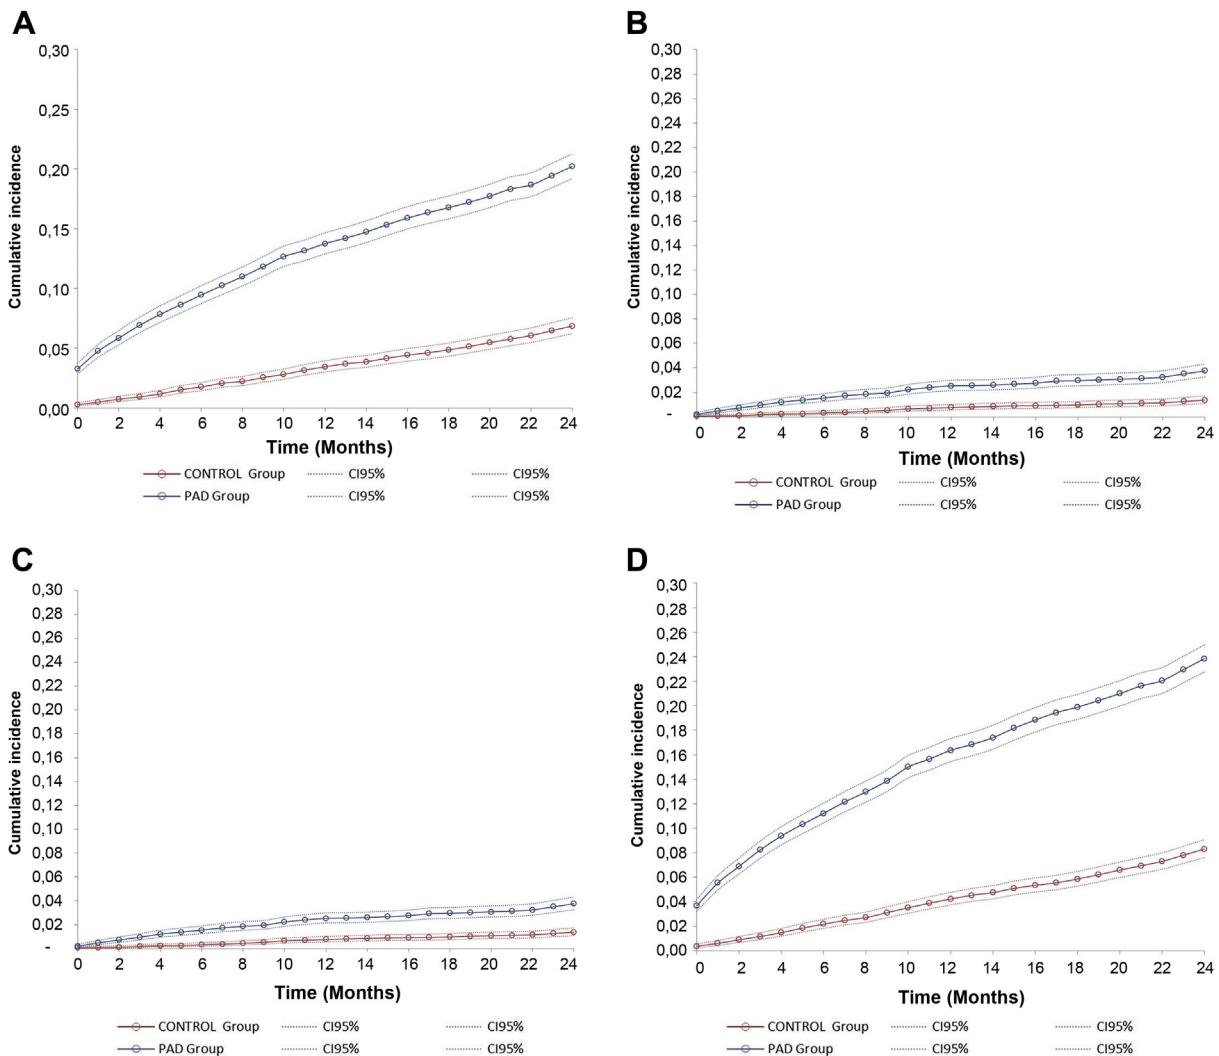 A
Cumulative incidence
0,30
0,25
0,20
0,15
0,10
0,05
0,00
0 2 4 6 8 10 12 14 16 18 20 22 24
Time (Months)
CONTROL Group CI95% CI95%
PAD Group CI95% CI95%
B
Cumulative incidence
0,30
0,28
0,26
0,24
0,22
0,20
0,18
0,16
0,14
0,12
0,10
0,08
0,06
0,04
0,02
-
0 2 4 6 8 10 12 14 16 18 20 22 24
Time (Months)
CONTROL Group CI95% CI95%
PAD Group CI95% CI95%
C
Cumulative incidence
0,30
0,28
0,26
0,24
0,22
0,20
0,18
0,16
0,14
0,12
0,10
0,08
0,06
0,04
0,02
-
0 2 4 6 8 10 12 14 16 18 20 22 24
Time (Months)
CONTROL Group CI95% CI95%
PAD Group CI95% CI95%
D
Cumulative incidence
0,30
0,28
0,26
0,24
0,22
0,20
0,18
0,16
0,14
0,12
0,10
0,08
0,06
0,04
0,02
0,00
0 2 4 6 8 10 12 14 16 18 20 22 24
Time (Months)
CONTROL Group CI95% CI95%
PAD Group CI95% CI95%